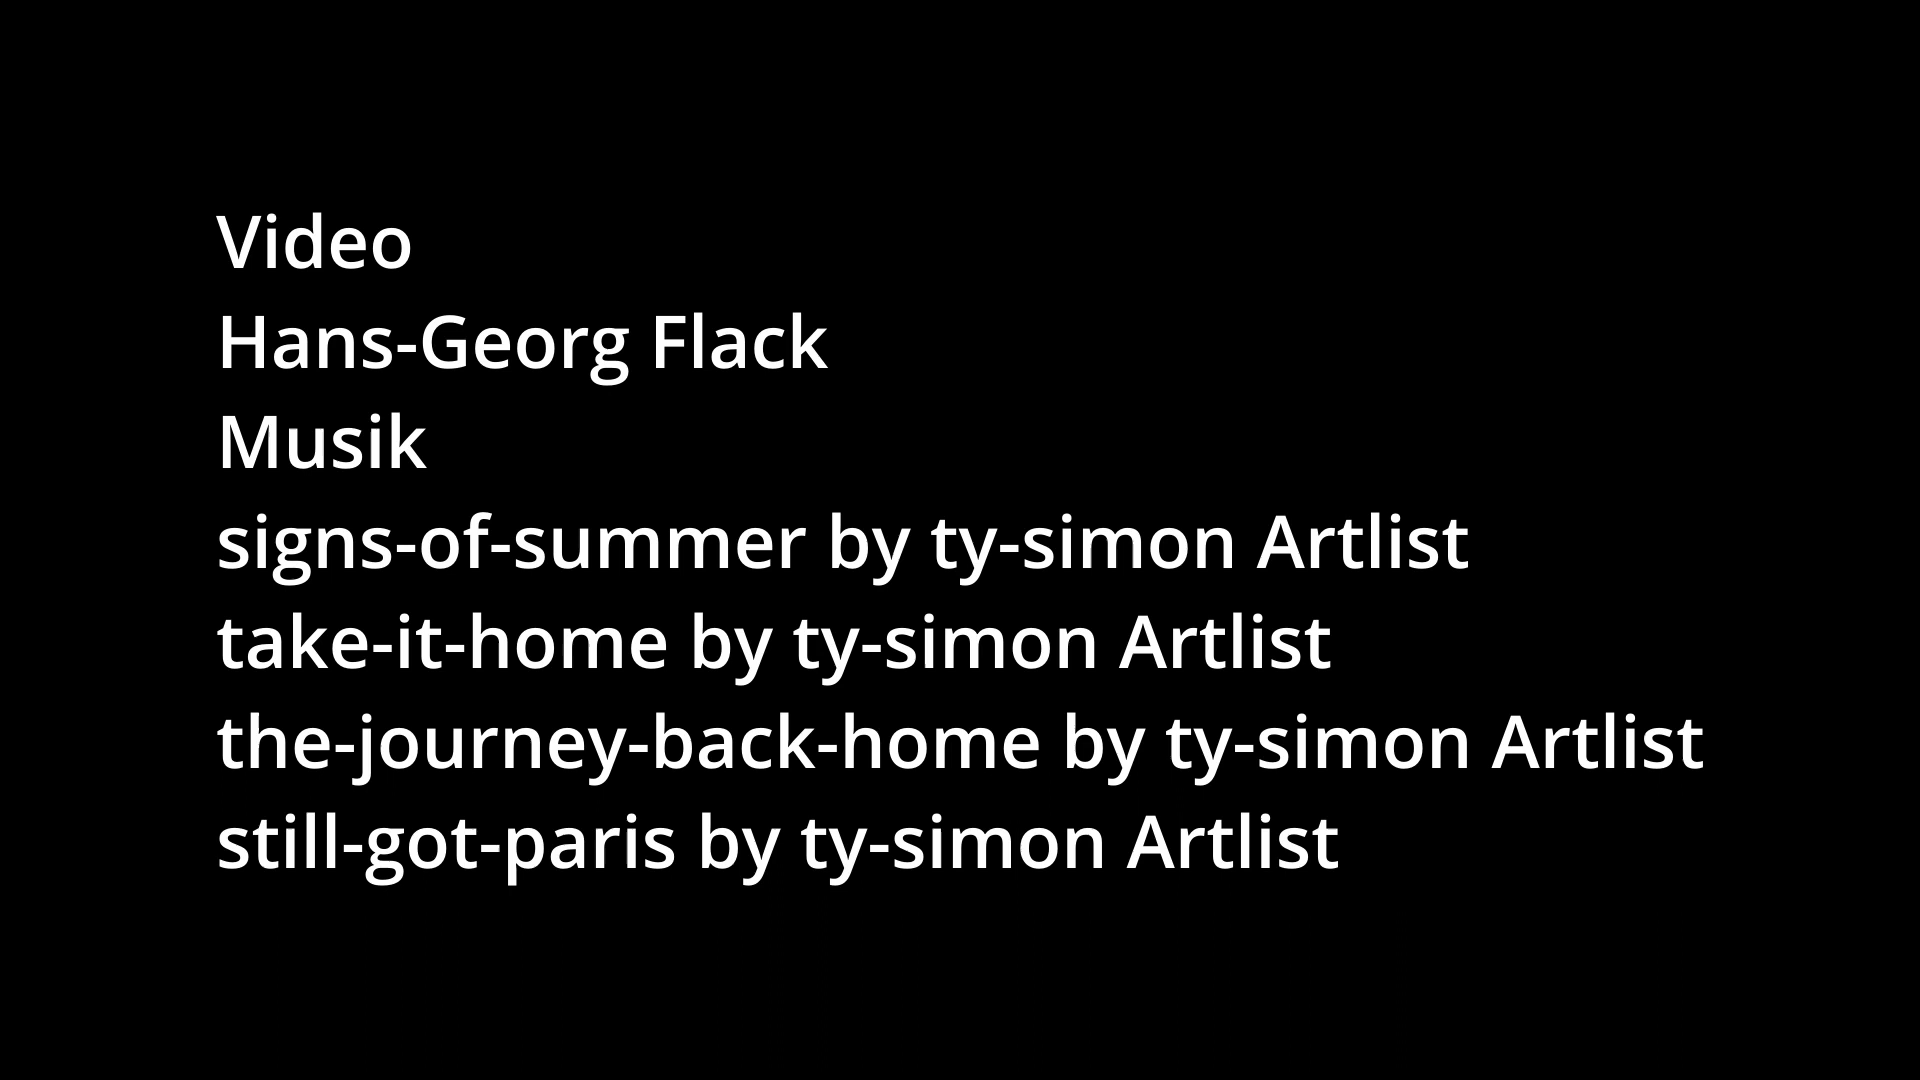 Video
Hans-Georg Flack
Musik
signs-of-summer by ty-simon Artlist
take-it-home by ty-simon Artlist
the-journey-back-home by ty-simon Artlist
still-got-paris by ty-simon Artlist